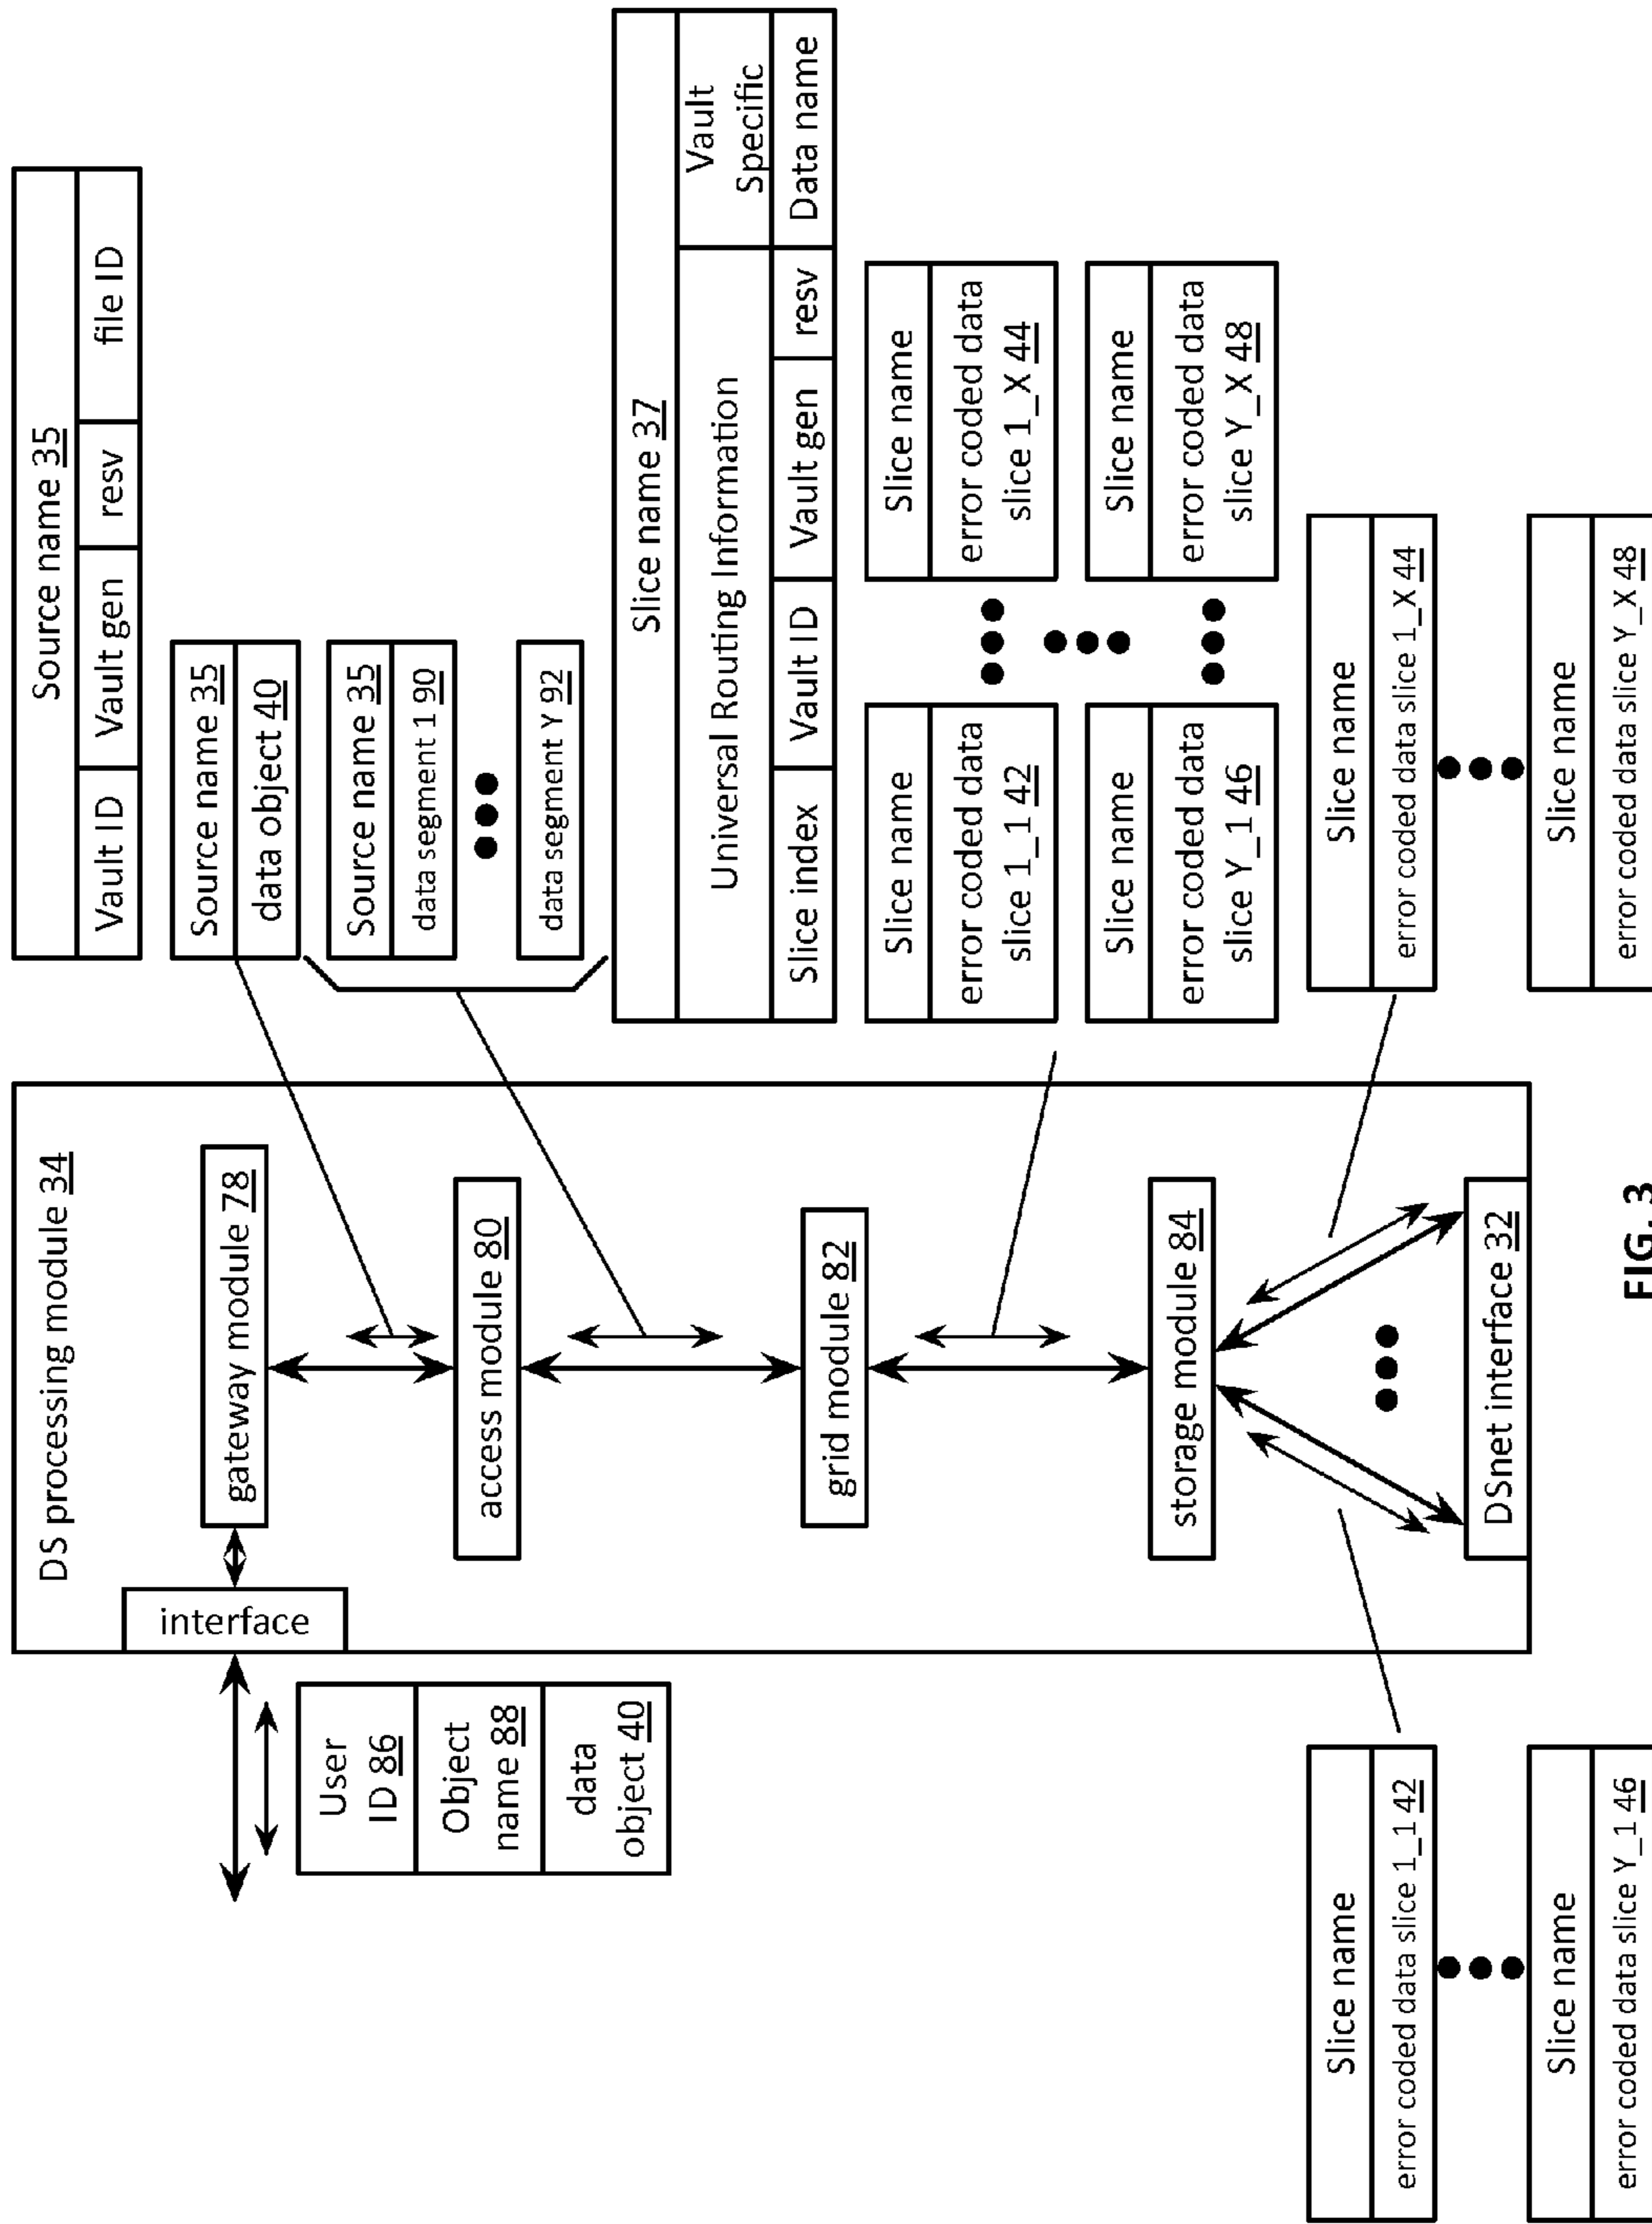 DS processing module 34
interface
gateway module 78
access module 80
grid module 82
storage module 84
DSnet interface 32
User
ID 86
Object
name 88
data
object 40
Source name 35
Vault ID
Vault gen
resv
file ID
Source name 35
data object 40
Source name 35
data segment 1 90
data segment Y 92
Slice name 37
Universal Routing Information
Vault
Specific
Slice index
Vault ID
Vault gen
resv
Data name
Slice name
error coded data
slice 1_1 42
Slice name
error coded data
slice 1_X 44
Slice name
error coded data
slice Y_1 46
Slice name
error coded data
slice Y_X 48
Slice name
error coded data slice 1_1 42
Slice name
error coded data slice Y_1 46
Slice name
error coded data slice 1_X 44
Slice name
error coded data slice Y_X 48
FIG. 3